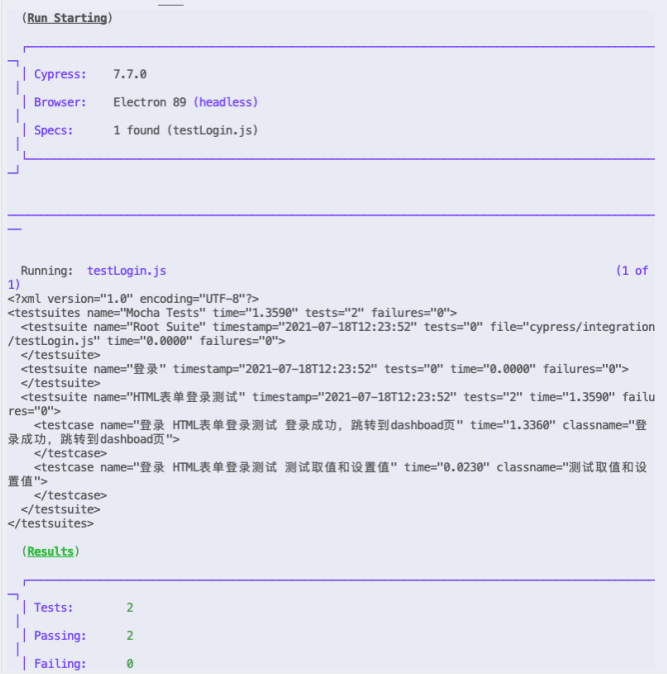 (Run Starting)
Cypress: 7.7.0
Browser: Electron 89 (headless)
Specs: 1 found (testLogin.js)
Running: testLogin.js (1 of
1)
<?xml version="1.0" encoding="UTF-8"?>
<testsuites name="Mocha Tests" time="1.3590" tests="2" failures="0">
<testsuite name="Root Suite" timestamp="2021-07-18T12:23:52" tests="0" file="cypress/integration
/testLogin.js" time="0.0000" failures="0">
</testsuite>
<testsuite name="登录" timestamp="2021-07-18T12:23:52" tests="0" time="0.0000" failures="0">
</testsuite>
<testsuite name="HTML表单登录测试" timestamp="2021-07-18T12:23:52" tests="2" time="1.3590" failu
res="0">
<testcase name="登录 HTML表单登录测试 登录成功，跳转到dashboad页" time="1.3360" classname="登
录成功，跳转到dashboad页">
</testcase>
<testcase name="登录 HTML表单登录测试 测试取值和设置值" time="0.0230" classname="测试取值和设
置值">
</testcase>
</testsuite>
</testsuites>
(Results)
Tests: 2
Passing: 2
Failing: 0